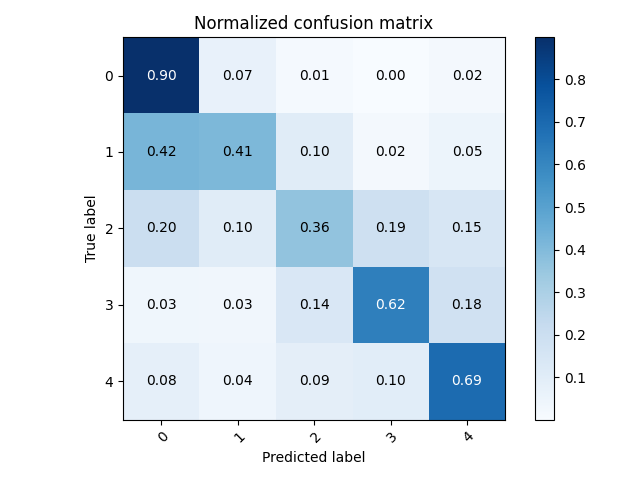 Normalized confusion matrix
True label
0 0.90 0.07 0.01 0.00 0.02
1 0.42 0.41 0.10 0.02 0.05
2 0.20 0.10 0.36 0.19 0.15
3 0.03 0.03 0.14 0.62 0.18
4 0.08 0.04 0.09 0.10 0.69
0 1 2 3 4
Predicted label
0.8
0.7
0.6
0.5
0.4
0.3
0.2
0.1